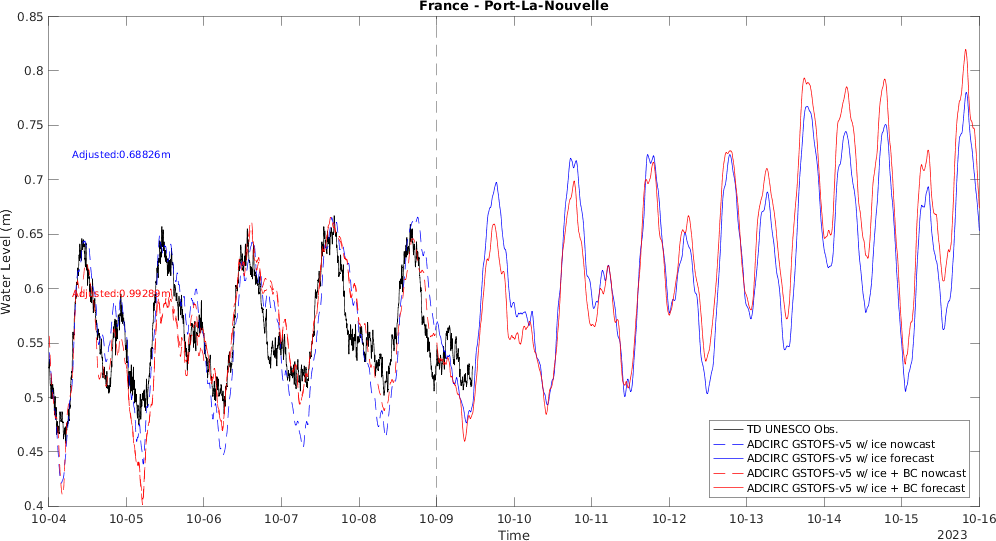 France - Port-La-Nouvelle
0.85
0.8
0.75
0.7
0.65
0.6
0.55
0.5
0.45
0.4
Water Level (m)
Adjusted:0.68826m
TD UNESCO Obs.
ADCIRC GSTOFS-v5 w/ ice nowcast
ADCIRC GSTOFS-v5 w/ ice forecast
ADCIRC GSTOFS-v5 w/ ice + BC nowcast
ADCIRC GSTOFS-v5 w/ ice + BC forecast
10-04 10-05 10-06 10-07 10-08 10-09 10-10 10-11 10-12 10-13 10-14 10-15 10-16
Time
2023